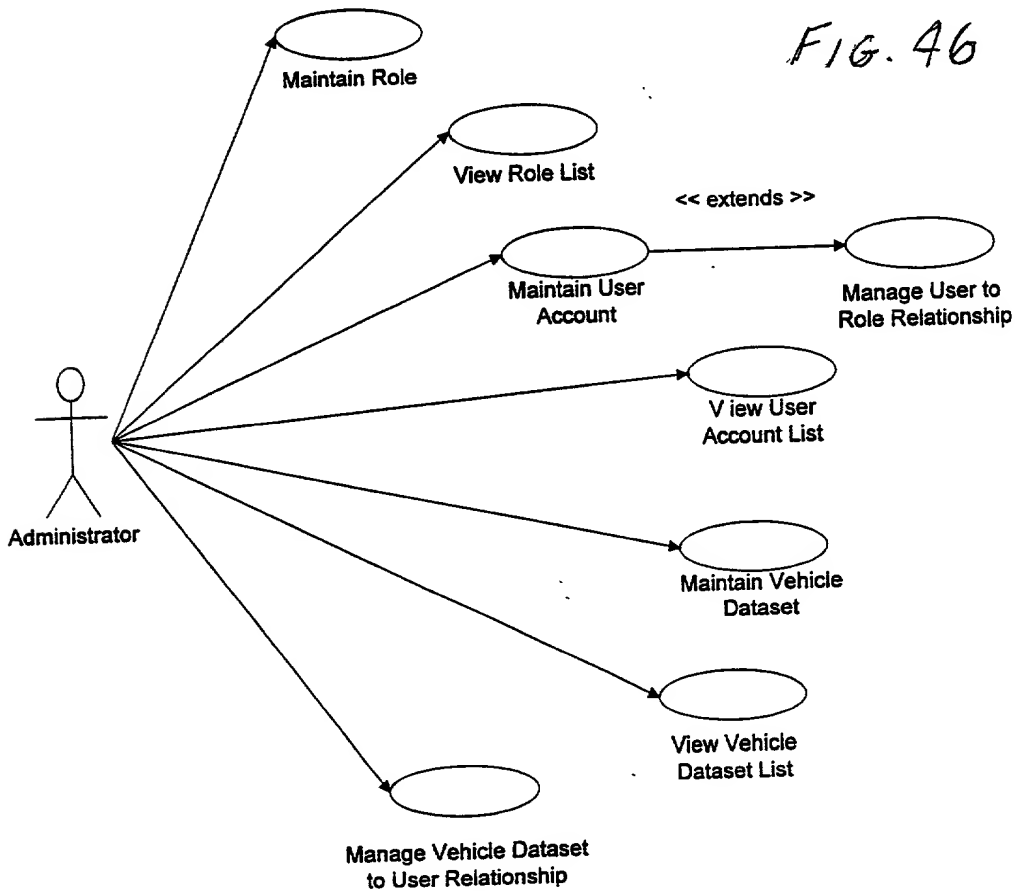 FIG. 46
Maintain Role
View Role List
<< extends >>
Maintain User
Account
Manage User to
Role Relationship
V iew User
Account List
Administrator
Maintain Vehicle
Dataset
View Vehicle
Dataset List
Manage Vehicle Dataset
to User Relationship